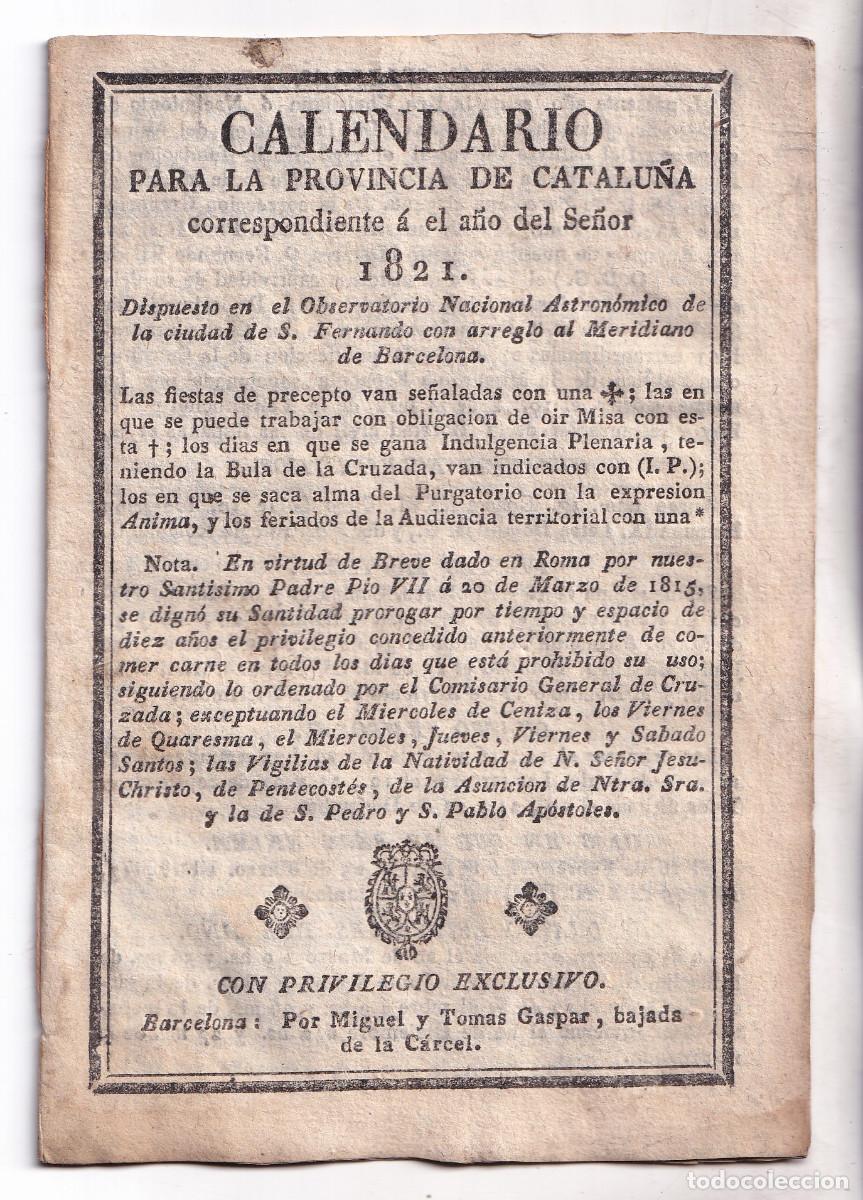 CALENDARIO
PARA LA PROVINCIA DE CATALUÑA
correspondiente á el año del Señor
1821.
Dispuesto en el Observatorio Nacional Astronómico de
la ciudad de S. Fernando con arreglo al Meridiano
de Barcelona.
Las fiestas de precepto van señaladas con una ✤; las en
que se puede trabajar con obligacion de oir Misa con es-
ta †; los dias en que se gana Indulgencia Plenaria, te-
niendo la Bula de la Cruzada, van indicados con (I. P.);
los en que se saca alma del Purgatorio con la expresion
Anima, y los feriados de la Audiencia territorial con una*
Nota. En virtud de Breve dado en Roma por nues-
tro Santisimo Padre Pio VII á 20 de Marzo de 1815,
se dignó su Santidad prorogar por tiempo y espacio de
diez años el privilegio concedido anteriormente de co-
mer carne en todos los dias que está prohibido su uso;
siguiendo lo ordenado por el Comisario General de Cru-
zada; exceptuando el Miercoles de Ceniza, los Viernes
de Quaresma, el Miercoles, Jueves, Viernes y Sabado
Santos; las Vigilias de la Natividad de N. Señor Jesu-
Christo, de Pentecostés, de la Asuncion de Ntra. Sra.
y la de S. Pedro y S. Pablo Apóstoles.
CON PRIVILEGIO EXCLUSIVO.
Barcelona: Por Miguel y Tomas Gaspar, bajada
de la Cárcel.
todocoleccion